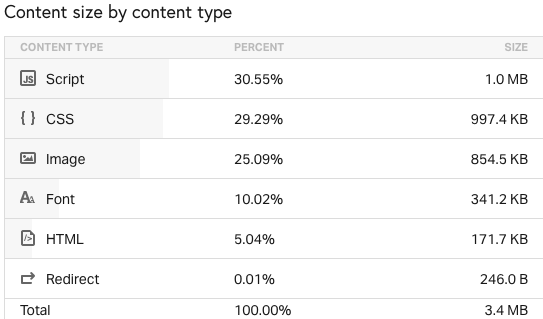 Content size by content type
CONTENT TYPE PERCENT SIZE
JS Script 30.55% 1.0 MB
{ } CSS 29.29% 997.4 KB
Image 25.09% 854.5 KB
AA Font 10.02% 341.2 KB
</> HTML 5.04% 171.7 KB
Redirect 0.01% 246.0 B
Total 100.00% 3.4 MB